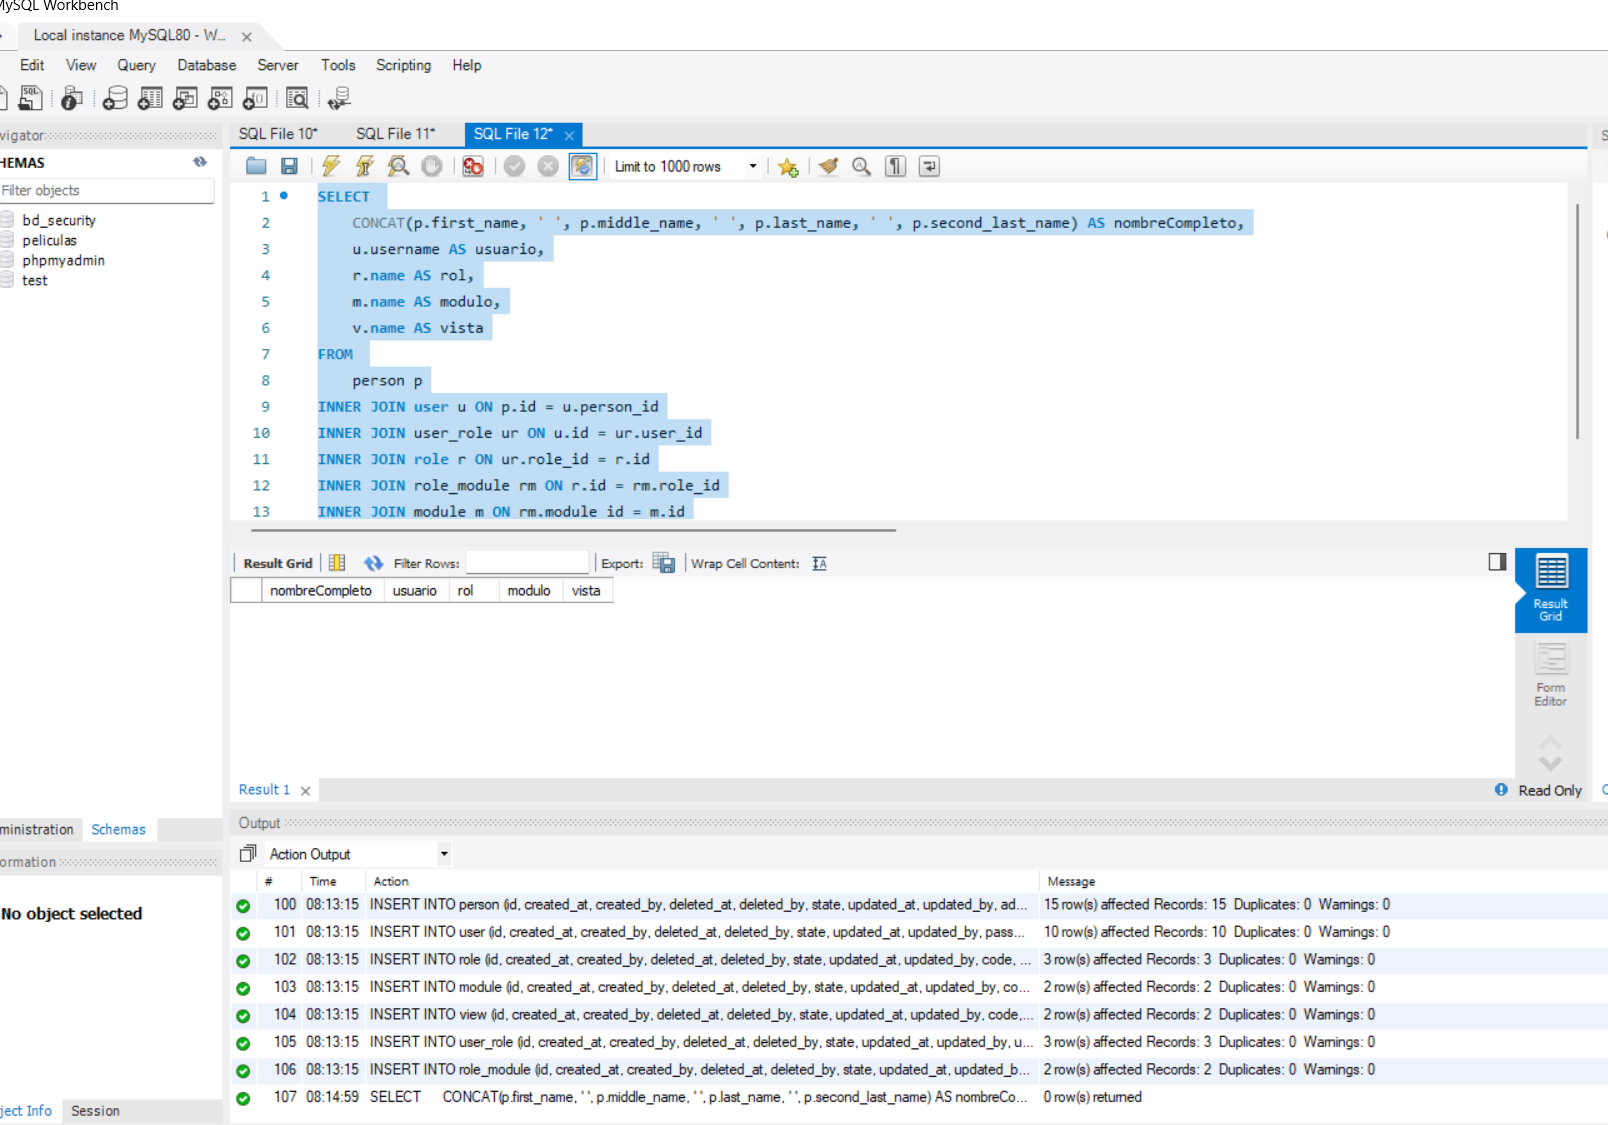 MySQL Workbench
Local instance MySQL80 - W...
Edit View Query Database Server Tools Scripting Help
SQL File 10* SQL File 11* SQL File 12*
vigator
HEMAS
Filter objects
bd_security
peliculas
phpmyadmin
test
Limit to 1000 rows
1 SELECT
2 CONCAT(p.first_name, ' ', p.middle_name, ' ', p.last_name, ' ', p.second_last_name) AS nombreCompleto,
3 u.username AS usuario,
4 r.name AS rol,
5 m.name AS modulo,
6 v.name AS vista
7 FROM
8 person p
9 INNER JOIN user u ON p.id = u.person_id
10 INNER JOIN user_role ur ON u.id = ur.user_id
11 INNER JOIN role r ON ur.role_id = r.id
12 INNER JOIN role_module rm ON r.id = rm.role_id
13 INNER JOIN module m ON rm.module_id = m.id
Result Grid Filter Rows: Export: Wrap Cell Content:
nombreCompleto usuario rol modulo vista
Result Grid
Form Editor
Result 1
Read Only
ministration Schemas
ormation
No object selected
ject Info Session
Output
Action Output
# Time Action Message
100 08:13:15 INSERT INTO person (id, created_at, created_by, deleted_at, deleted_by, state, updated_at, updated_by, ad... 15 row(s) affected Records: 15 Duplicates: 0 Warnings: 0
101 08:13:15 INSERT INTO user (id, created_at, created_by, deleted_at, deleted_by, state, updated_at, updated_by, pass... 10 row(s) affected Records: 10 Duplicates: 0 Warnings: 0
102 08:13:15 INSERT INTO role (id, created_at, created_by, deleted_at, deleted_by, state, updated_at, updated_by, code, ... 3 row(s) affected Records: 3 Duplicates: 0 Warnings: 0
103 08:13:15 INSERT INTO module (id, created_at, created_by, deleted_at, deleted_by, state, updated_at, updated_by, co... 2 row(s) affected Records: 2 Duplicates: 0 Warnings: 0
104 08:13:15 INSERT INTO view (id, created_at, created_by, deleted_at, deleted_by, state, updated_at, updated_by, code,... 2 row(s) affected Records: 2 Duplicates: 0 Warnings: 0
105 08:13:15 INSERT INTO user_role (id, created_at, created_by, deleted_at, deleted_by, state, updated_at, updated_by, u... 3 row(s) affected Records: 3 Duplicates: 0 Warnings: 0
106 08:13:15 INSERT INTO role_module (id, created_at, created_by, deleted_at, deleted_by, state, updated_at, updated_b... 2 row(s) affected Records: 2 Duplicates: 0 Warnings: 0
107 08:14:59 SELECT CONCAT(p.first_name, ' ', p.middle_name, ' ', p.last_name, ' ', p.second_last_name) AS nombreCo... 0 row(s) returned